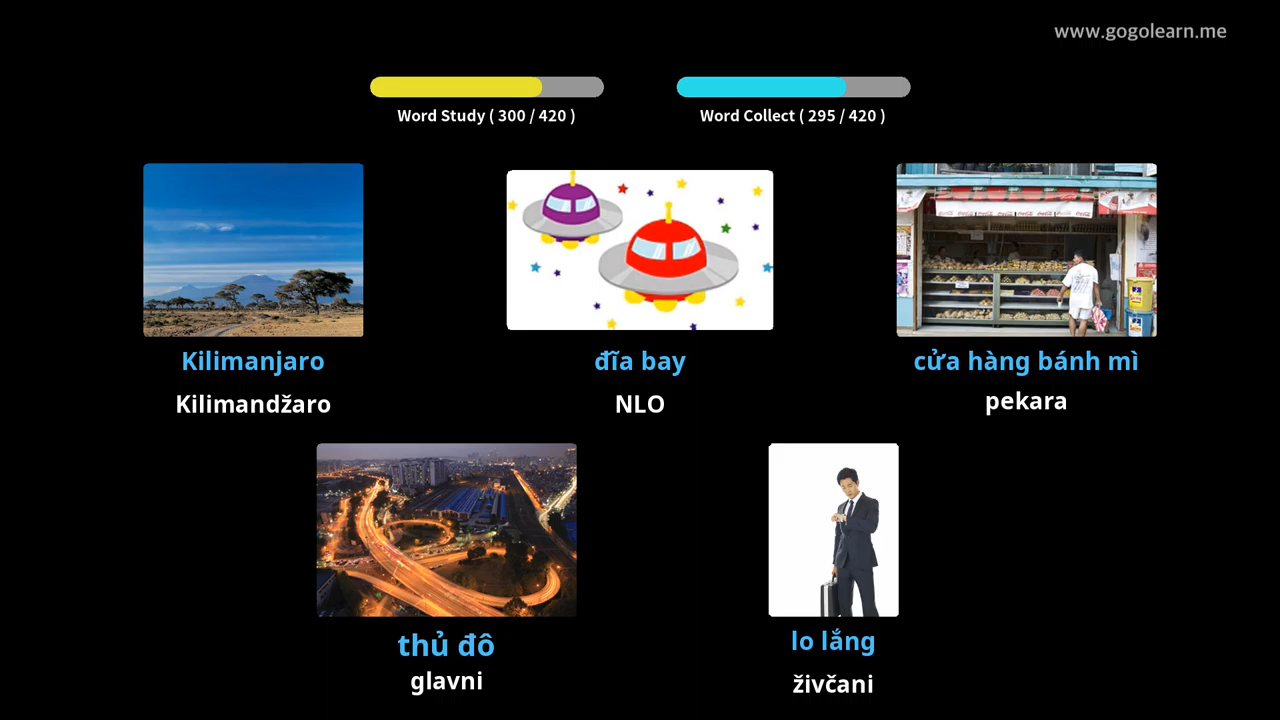 www.gogolearn.me
Word Study ( 300 / 420 )
Word Collect ( 295 / 420 )
Kilimanjaro
đĩa bay
cửa hàng bánh mì
Kilimandžaro
NLO
pekara
thủ đô
lo lắng
glavni
živčani